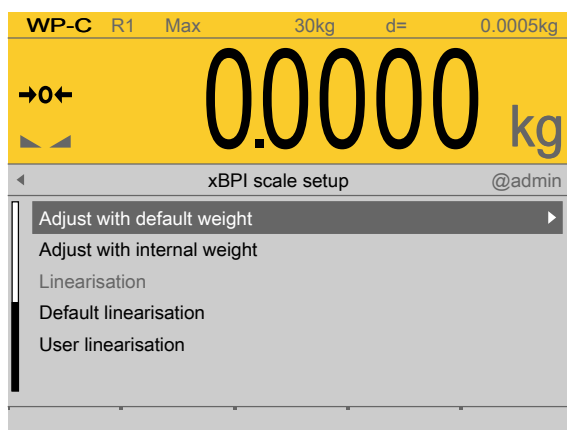 WP-C R1 Max 30kg d= 0.0005kg
→0← 0.0000 kg
xBPI scale setup @admin
Adjust with default weight
Adjust with internal weight
Linearisation
Default linearisation
User linearisation